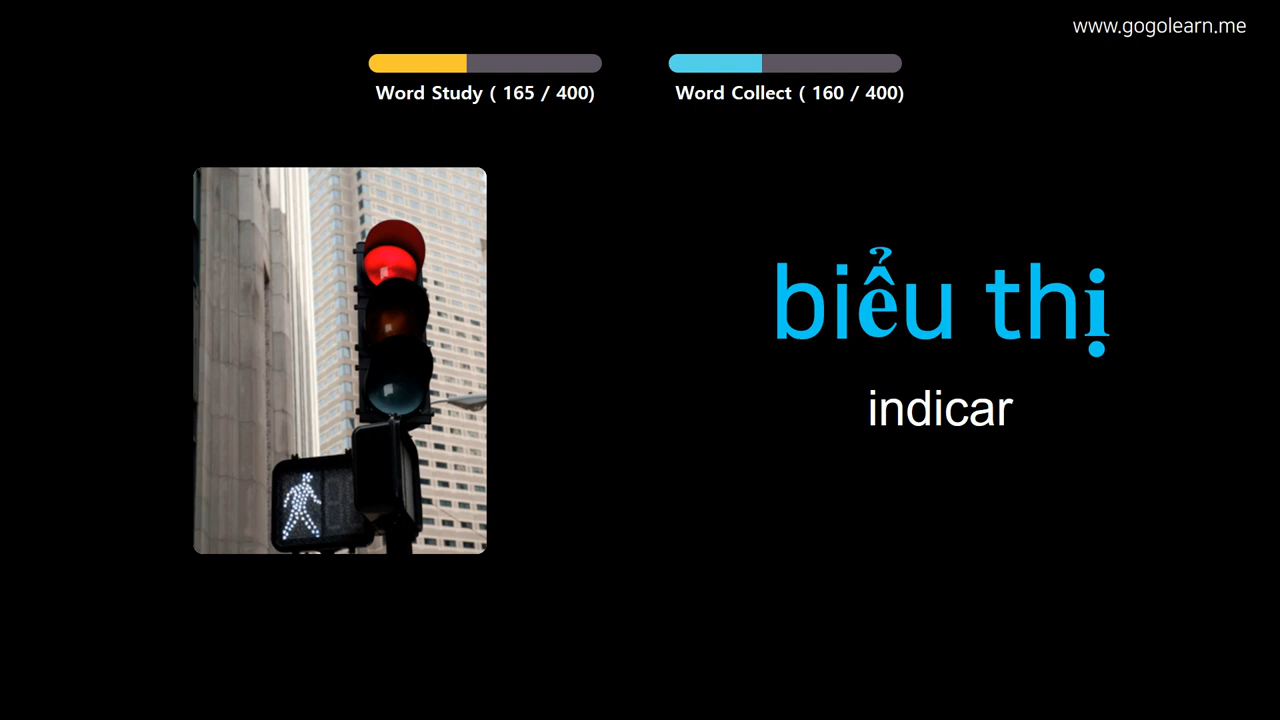 www.gogolearn.me
Word Study ( 165 / 400)
Word Collect ( 160 / 400)
biểu thị
indicar